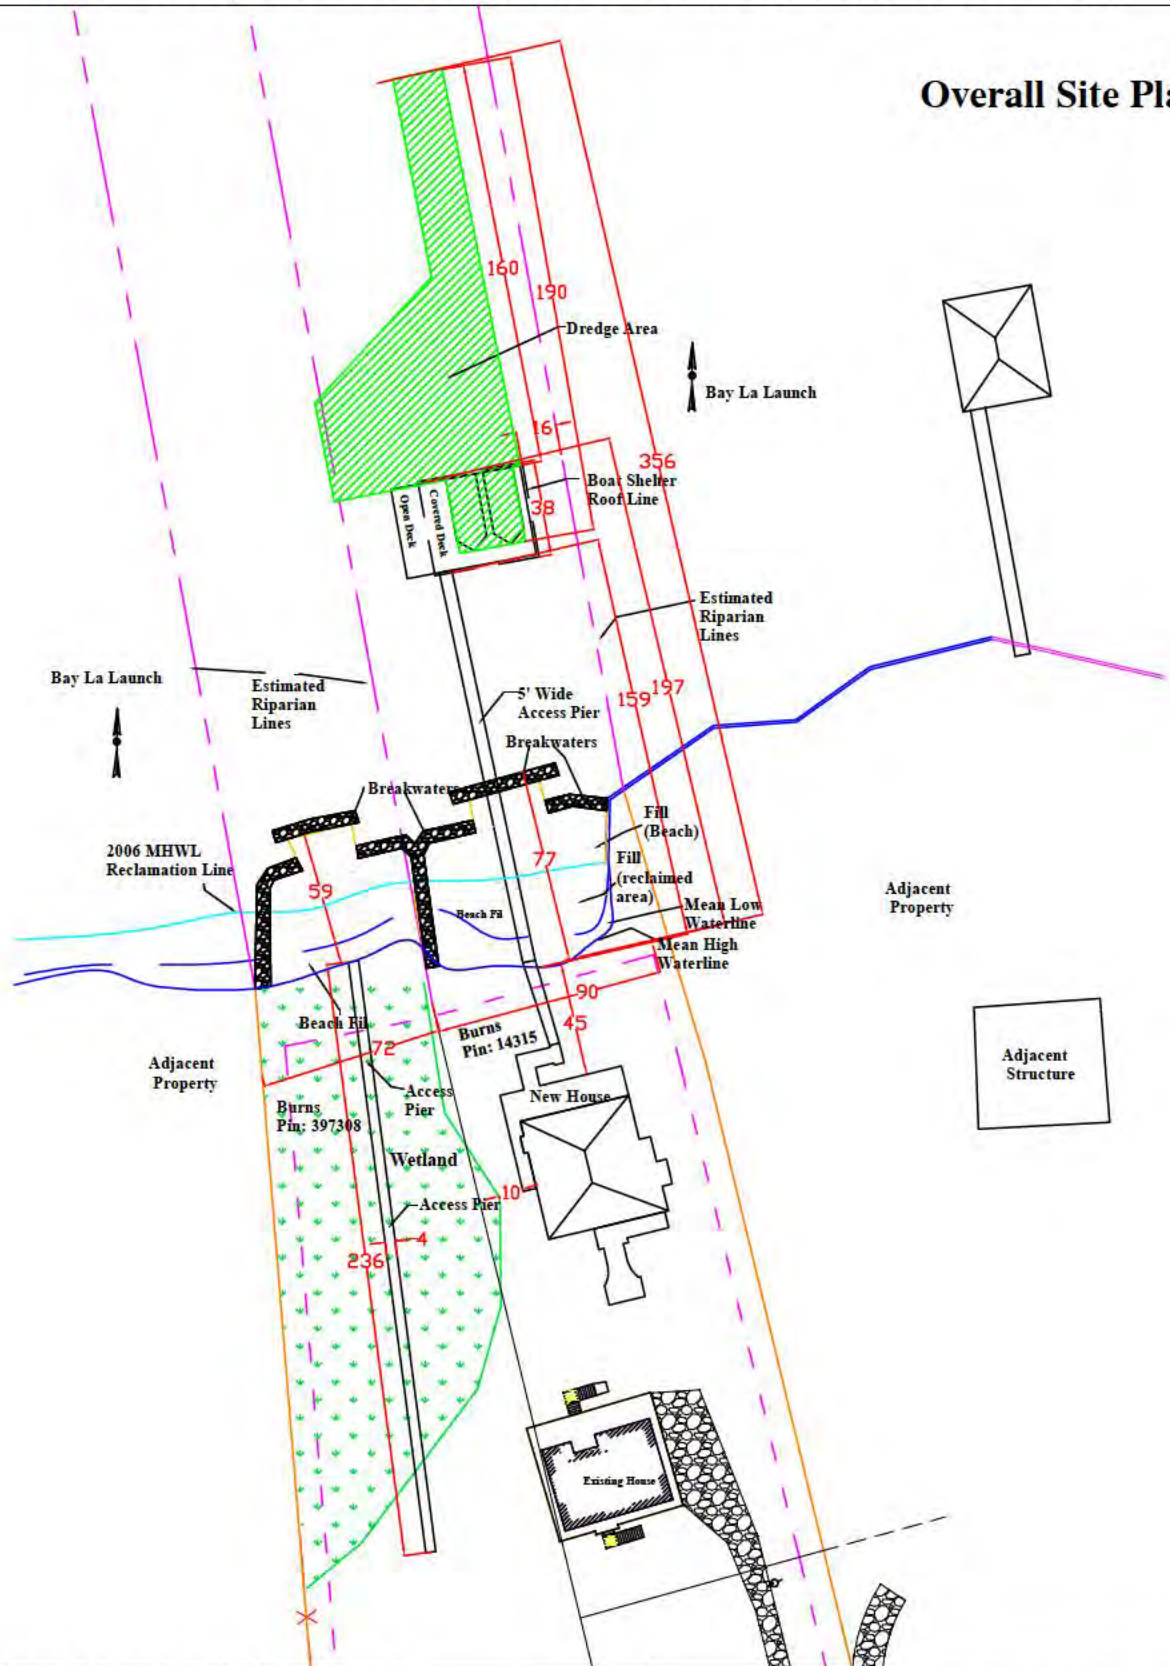 Overall Site Pla
160
190
Dredge Area
Bay La Launch
16
356
Boat Shelter
Roof Line
38
Open Deck
Covered Deck
Estimated
Riparian
Lines
Bay La Launch
Estimated
Riparian
Lines
159
197
5' Wide
Access Pier
Breakwaters
Breakwaters
Fill
(Beach)
2006 MHWL
Reclamation Line
77
Fill
(reclaimed
area)
59
Adjacent
Property
Mean Low
Waterline
Beach Fil
Mean High
Waterline
90
Beach Fil
45
Burns
Pin: 14315
72
Adjacent
Property
Access
Pier
New House
Adjacent
Structure
Burns
Pin: 397308
Wetland
10
Access Pier
4
236
Existing House